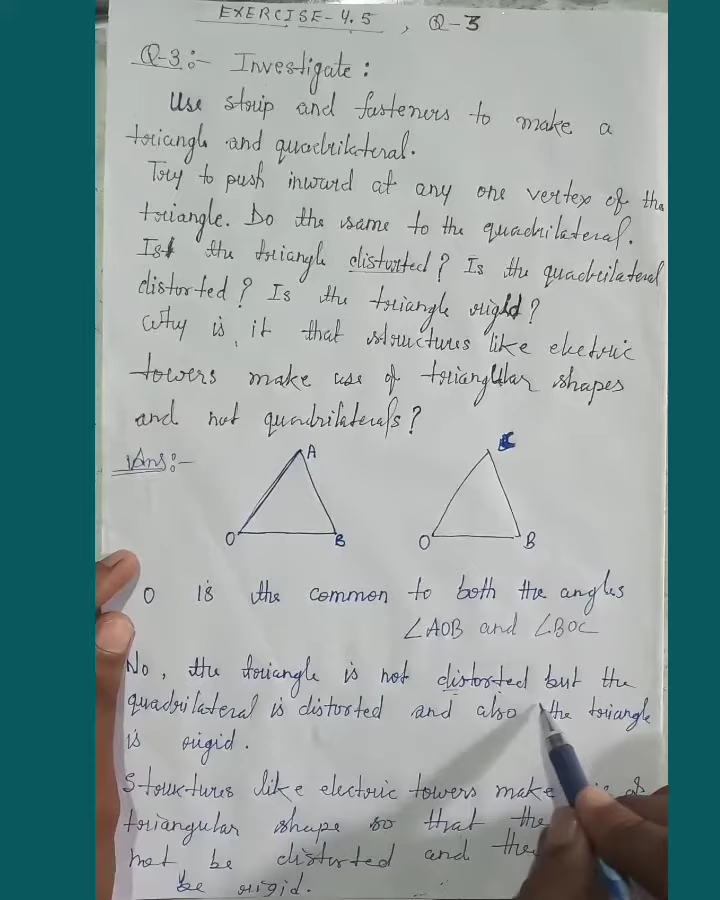 EXERCISE-4.5, Q-3
Q-3:- Investigate:
Use strip and fasteners to make a
triangle and quadrilateral.
Try to push inward at any one vertex of the
triangle. Do the same to the quadrilateral.
Is the triangle distorted? Is the quadrilateral
distorted? Is the triangle rigid?
Why is it that structures like electric
towers make use of triangular shapes
and not quadrilaterals?
Ans:-
A
C
O
B
O
B
O is the common to both the angles
∠AOB and ∠BOC
No, the triangle is not distorted but the
quadrilateral is distorted and also the triangle
is rigid.
Structures like electric towers make of
triangular shape so that the
not be distorted and the
be rigid.